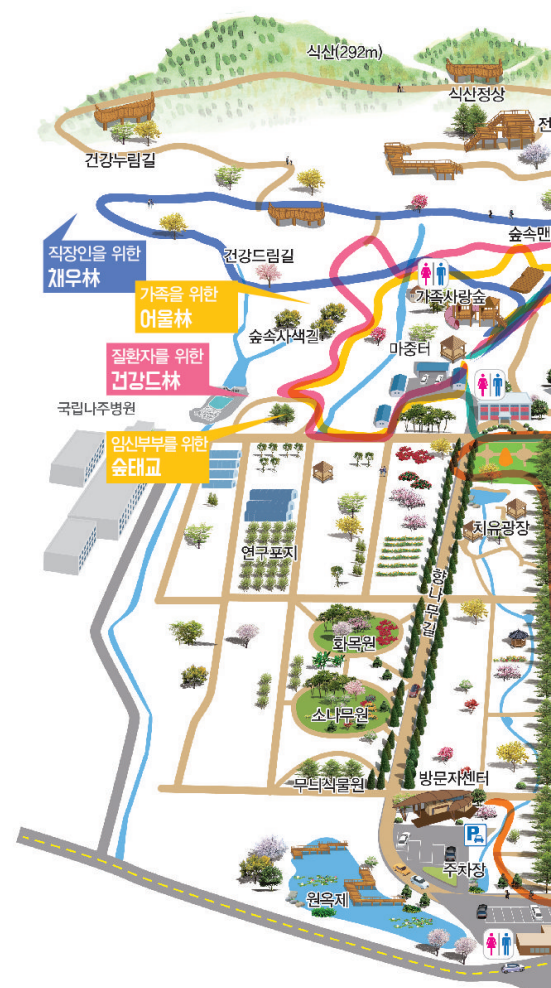 식산(292m)
식산정상
전
건강누림길
숲속맨
직장인을 위한
채우林
건강드림길
가족을 위한
어울林
가족사랑숲
숲속사색길
마중터
질환자를 위한
건강드林
국립나주병원
임신부부를 위한
숲태교
치유광장
연구포지
향나무길
화목원
소나무원
무늬식물원
방문자센터
P
주차장
원옥제